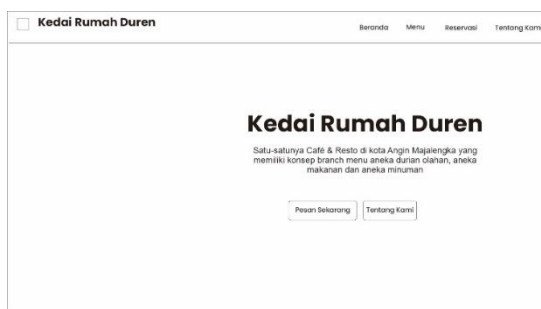 Kedai Rumah Duren
Beranda Menu Reservasi Tentang Kami
Kedai Rumah Duren
Satu-satunya Café & Resto di kota Angin Majalengka yang
memiliki konsep branch menu aneka durian olahan, aneka
makanan dan aneka minuman
Pesan Sekarang Tentang Kami